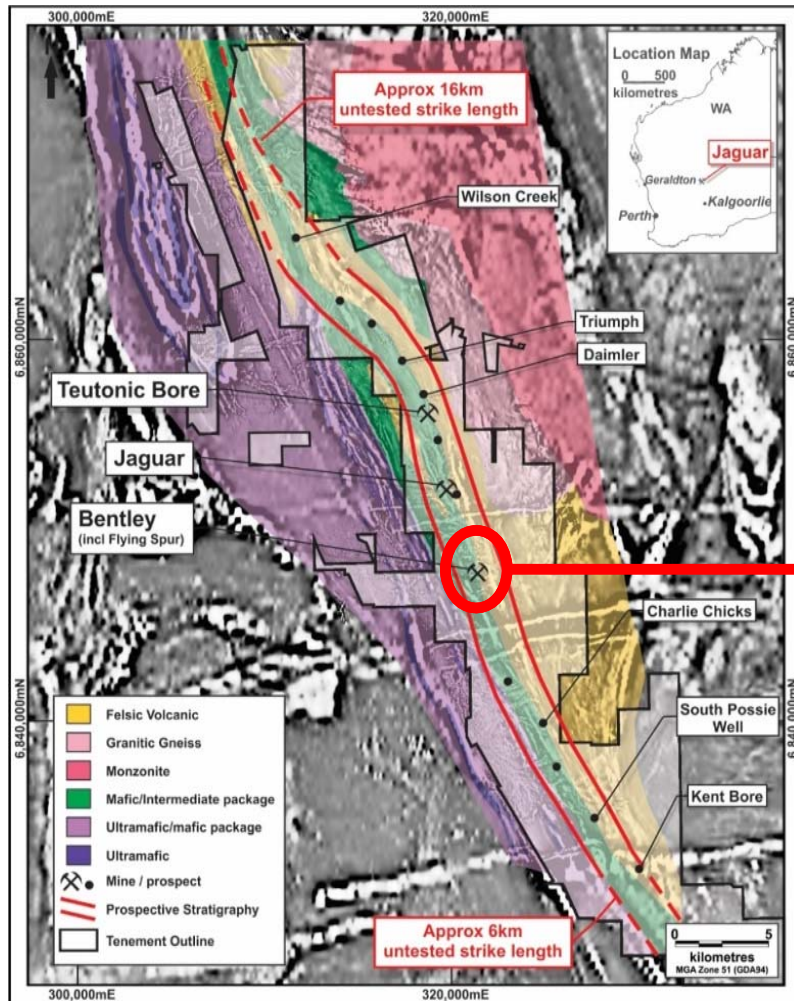 300,000mE
320,000mE
Approx 16km
untested strike length
Location Map
0 500
kilometres
WA
Jaguar
Geraldton
Kalgoorlie
Perth
Wilson Creek
6,860,000mN
6,860,000mN
Triumph
Daimler
Teutonic Bore
Jaguar
Bentley
(incl Flying Spur)
Charlie Chicks
South Possie
Well
Kent Bore
6,840,000mN
6,840,000mN
Felsic Volcanic
Granitic Gneiss
Monzonite
Mafic/Intermediate package
Ultramafic/mafic package
Ultramafic
Mine / prospect
Prospective Stratigraphy
Tenement Outline
Approx 6km
untested strike length
0 5
kilometres
MGA Zone 51 (GDA94)
300,000mE
320,000mE